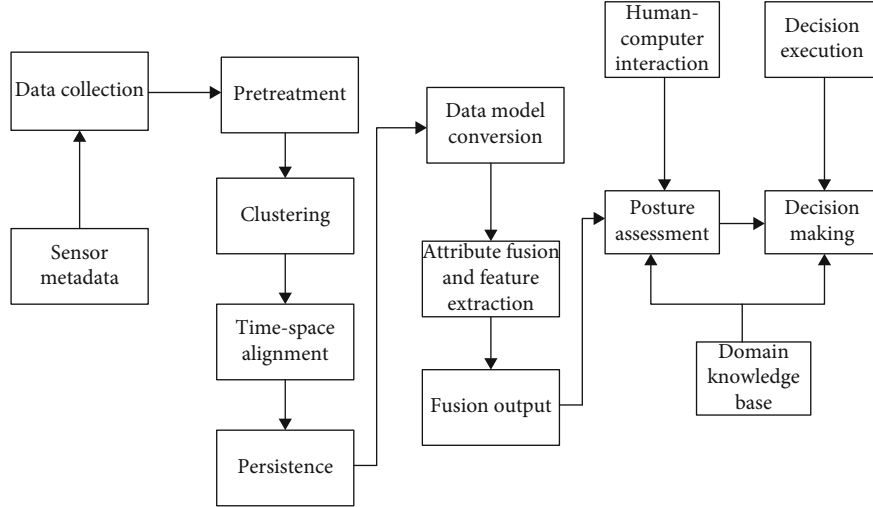 Data collection
Sensor
metadata
Pretreatment
Clustering
Time-space
alignment
Persistence
Data model
conversion
Attribute fusion
and feature
extraction
Fusion output
Human-
computer
interaction
Posture
assessment
Decision
execution
Decision
making
Domain
knowledge
base